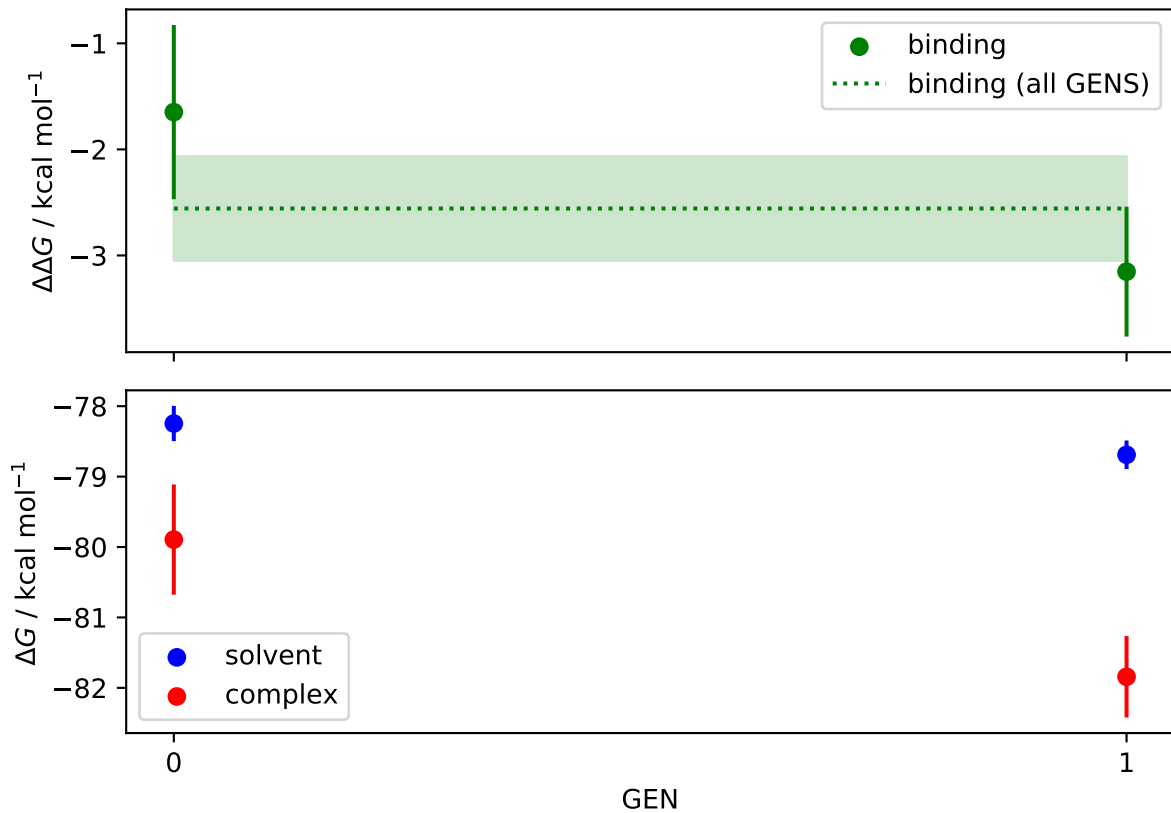 −1
−2
−3
ΔΔG / kcal mol⁻¹
binding
binding (all GENS)
−78
−79
−80
−81
−82
ΔG / kcal mol⁻¹
solvent
complex
0
1
GEN